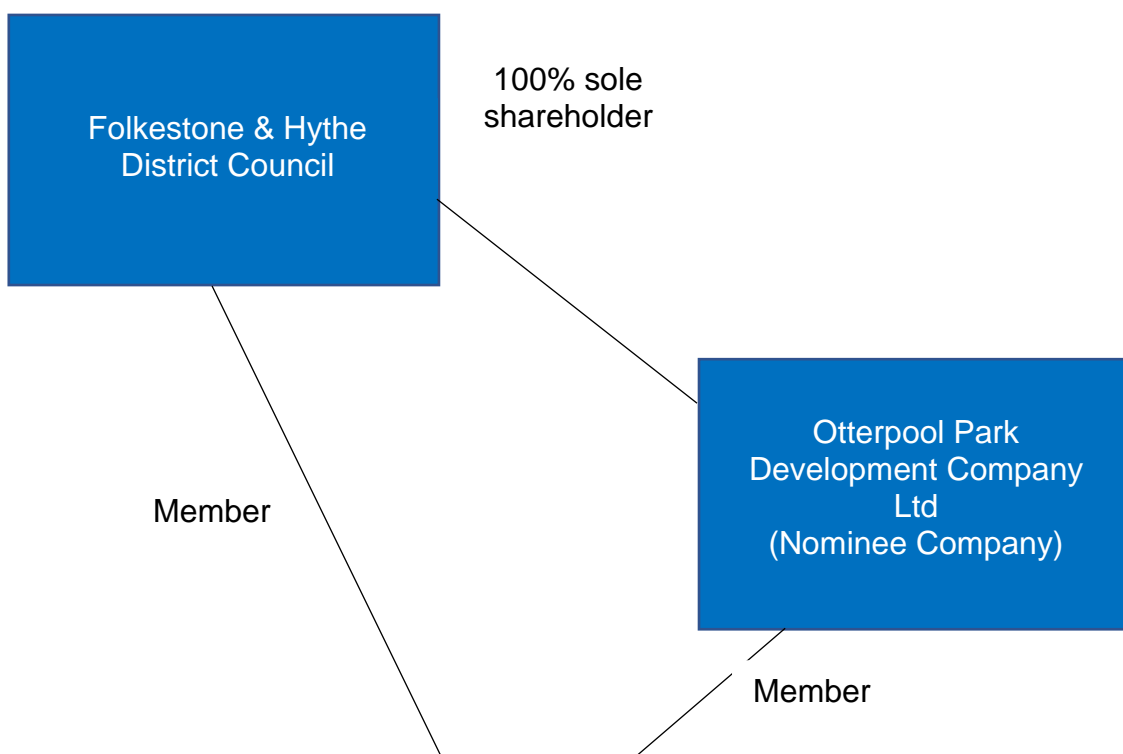 100% sole
shareholder
Folkestone & Hythe
District Council
Otterpool Park
Development Company
Ltd
(Nominee Company)
Member
Member